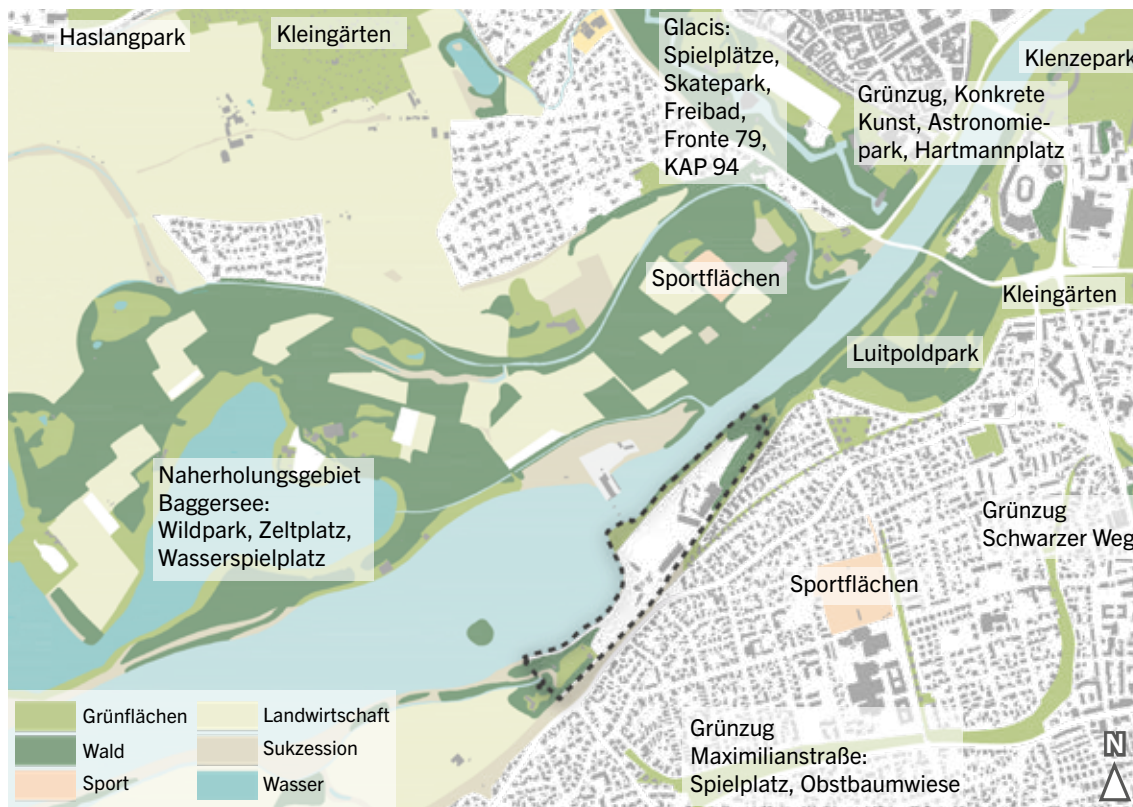 Haslangpark
Kleingärten
Glacis:
Spielplätze,
Skatepark,
Freibad,
Fronte 79,
KAP 94
Klenzepark
Grünzug, Konkrete
Kunst, Astronomie-
park, Hartmannplatz
Sportflächen
Kleingärten
Luitpoldpark
Naherholungsgebiet
Baggersee:
Wildpark, Zeltplatz,
Wasserspielplatz
Grünzug
Schwarzer Weg
Sportflächen
Grünzug
Maximilianstraße:
Spielplatz, Obstbaumwiese
Grünflächen
Wald
Sport
Landwirtschaft
Sukzession
Wasser
N